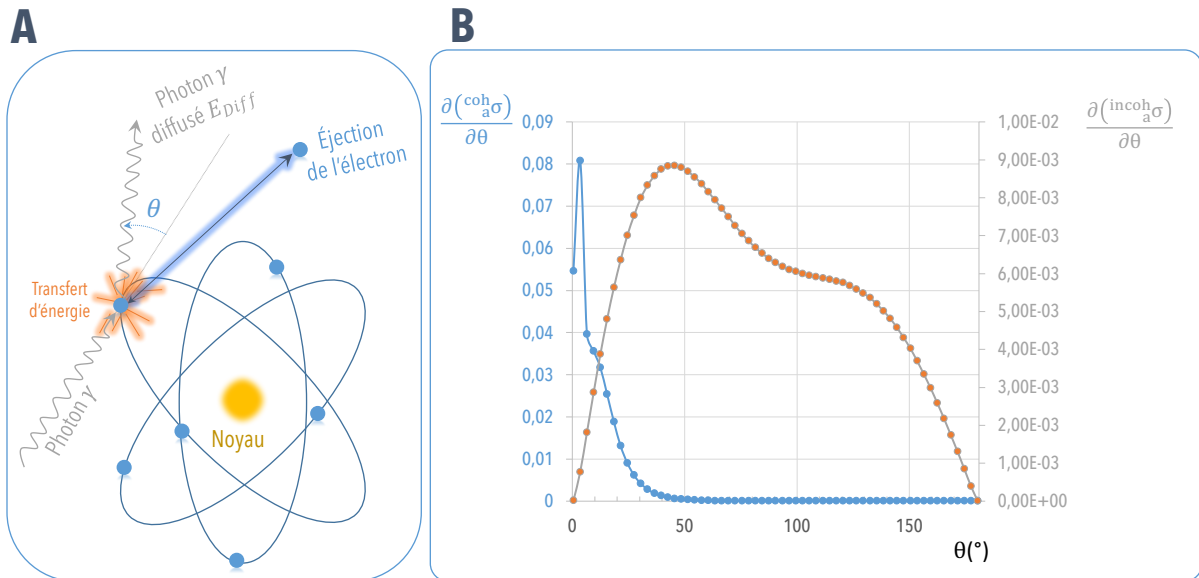 A
Photon γ
diffusé E_Diff
Éjection
de l'électron
θ
Transfert
d'énergie
Photon γ
Noyau
B
∂(^coh_aσ)
∂θ
∂(^incoh_aσ)
∂θ
0,09
0,08
0,07
0,06
0,05
0,04
0,03
0,02
0,01
0
1,00E-02
9,00E-03
8,00E-03
7,00E-03
6,00E-03
5,00E-03
4,00E-03
3,00E-03
2,00E-03
1,00E-03
0,00E+00
0 50 100 150
θ(°)